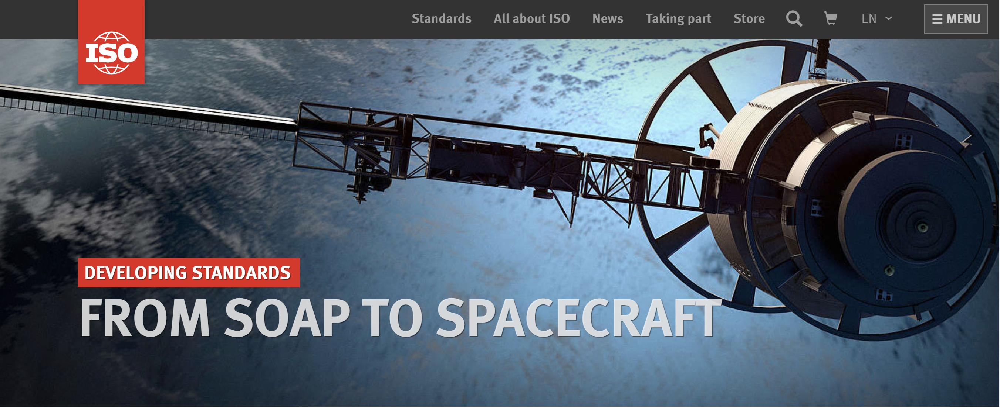 ISO
Standards All about ISO News Taking part Store EN MENU
DEVELOPING STANDARDS
FROM SOAP TO SPACECRAFT